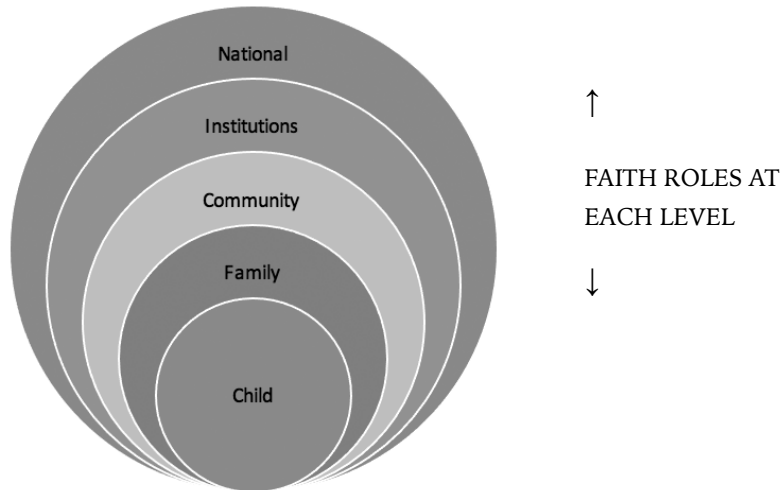 National
Institutions
Community
Family
Child
↑
FAITH ROLES AT
EACH LEVEL
↓